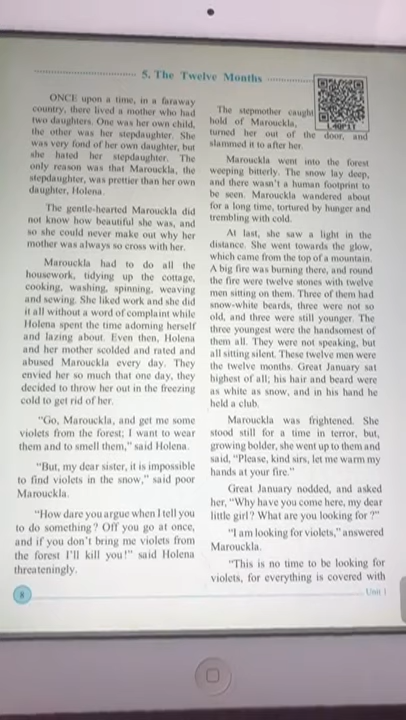 5. The Twelve Months
ONCE upon a time, in a faraway
country, there lived a mother who had
two daughters. One was her own child,
the other was her stepdaughter. She
was very fond of her own daughter, but
she hated her stepdaughter. The
only reason was that Marouckla, the
stepdaughter, was prettier than her own
daughter, Holena.
The gentle-hearted Marouckla did
not know how beautiful she was, and
so she could never make out why her
mother was always so cross with her.
Marouckla had to do all the
housework, tidying up the cottage,
cooking, washing, spinning, weaving
and sewing. She liked work and she did
it all without a word of complaint while
Holena spent the time adorning herself
and lazing about. Even then, Holena
and her mother scolded and rated and
abused Marouckla every day. They
envied her so much that one day, they
decided to throw her out in the freezing
cold to get rid of her.
"Go, Marouckla, and get me some
violets from the forest; I want to wear
them and to smell them," said Holena.
"But, my dear sister, it is impossible
to find violets in the snow," said poor
Marouckla.
"How dare you argue when I tell you
to do something? Off you go at once,
and if you don't bring me violets from
the forest I'll kill you!" said Holena
threateningly.
8
L4QP1T
The stepmother caught
hold of Marouckla,
turned her out of the door, and
slammed it to after her.
Marouckla went into the forest
weeping bitterly. The snow lay deep,
and there wasn't a human footprint to
be seen. Marouckla wandered about
for a long time, tortured by hunger and
trembling with cold.
At last, she saw a light in the
distance. She went towards the glow,
which came from the top of a mountain.
A big fire was burning there, and round
the fire were twelve stones with twelve
men sitting on them. Three of them had
snow-white beards, three were not so
old, and three were still younger. The
three youngest were the handsomest of
them all. They were not speaking, but
all sitting silent. These twelve men were
the twelve months. Great January sat
highest of all; his hair and beard were
as white as snow, and in his hand he
held a club.
Marouckla was frightened. She
stood still for a time in terror, but,
growing bolder, she went up to them and
said, "Please, kind sirs, let me warm my
hands at your fire."
Great January nodded, and asked
her, "Why have you come here, my dear
little girl? What are you looking for ?"
"I am looking for violets," answered
Marouckla.
"This is no time to be looking for
violets, for everything is covered with
Unit 1